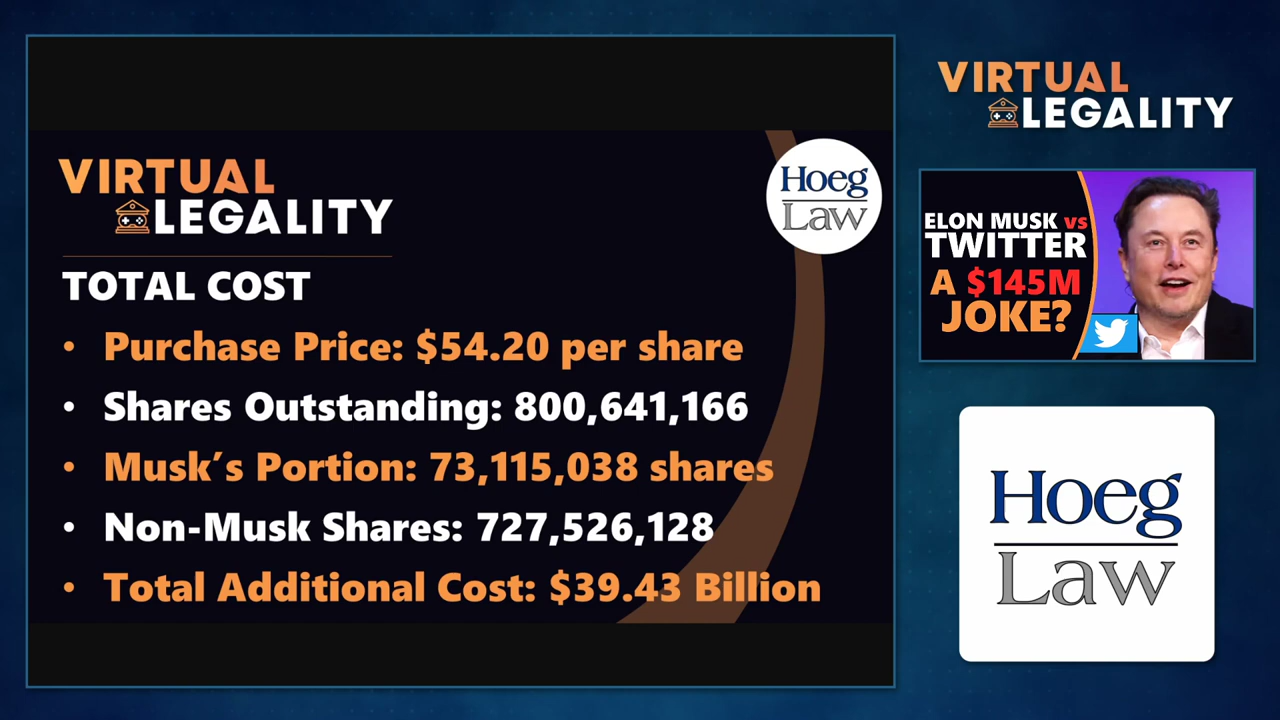 VIRTUAL
LEGALITY
Hoeg
Law
TOTAL COST
• Purchase Price: $54.20 per share
• Shares Outstanding: 800,641,166
• Musk’s Portion: 73,115,038 shares
• Non-Musk Shares: 727,526,128
• Total Additional Cost: $39.43 Billion
VIRTUAL
LEGALITY
ELON MUSK vs
TWITTER
A $145M
JOKE?
Hoeg
Law